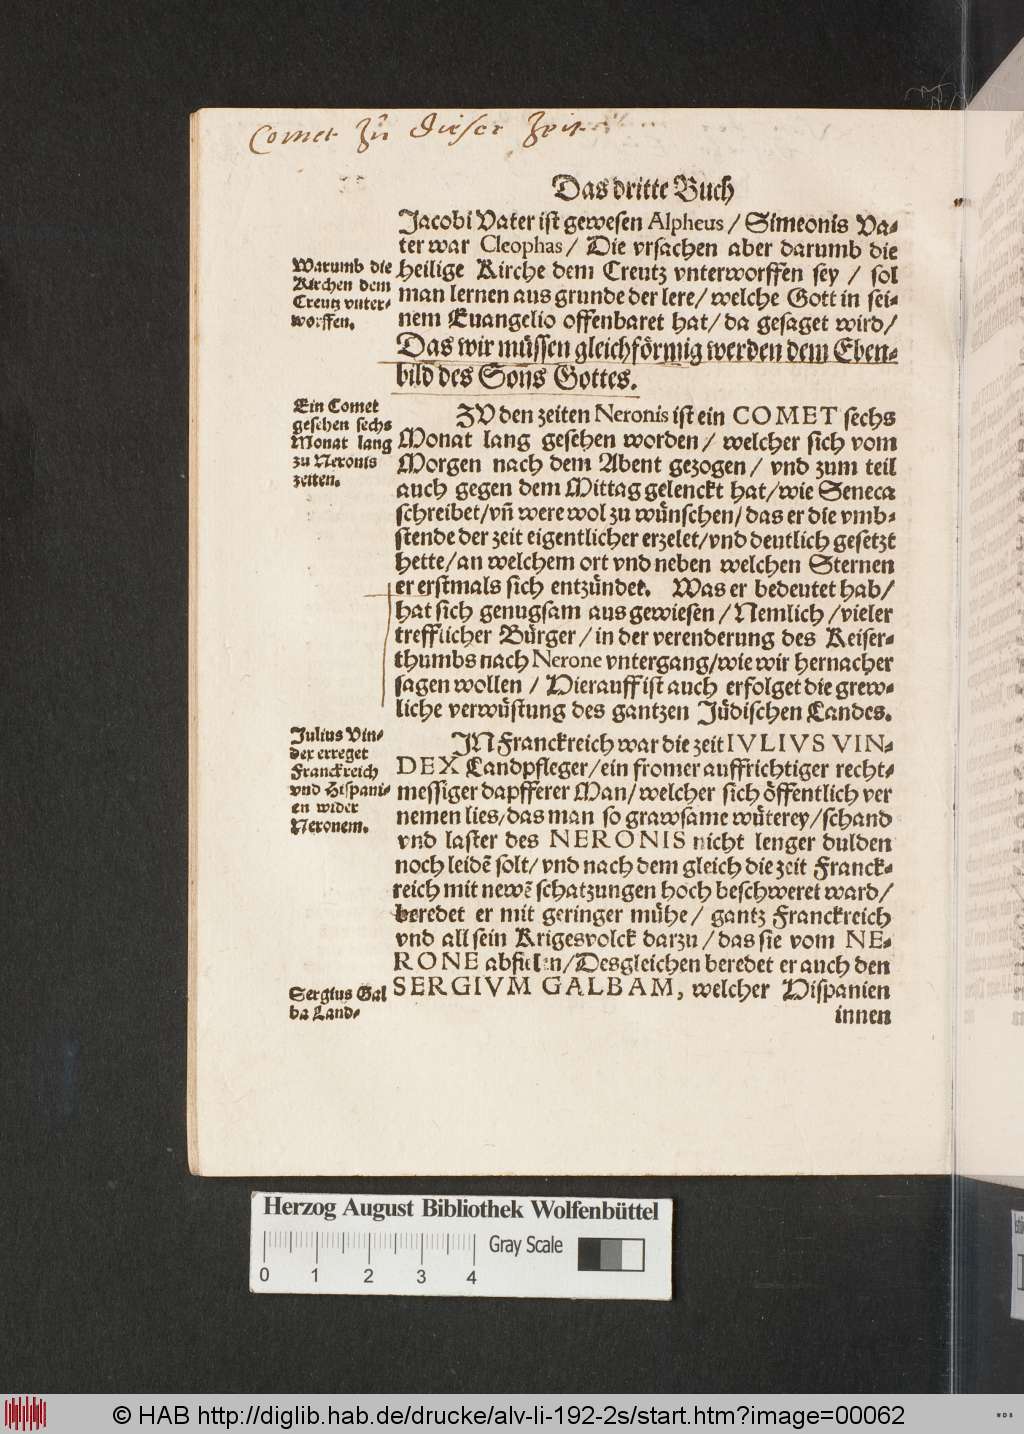 Comet Zů dieser Zeit
Das dritte Buch
Jacobi Vater ist gewesen Alpheus / Simeonis Va-
ter war Cleophas / Die vrsachen aber darumb die
Warumb die
Kirchen dem
Creutz vnter-
worffen.
heilige Kirche dem Creutz vnterworffen sey / sol
man lernen aus grunde der lere / welche Gott in sei-
nem Euangelio offenbaret hat / da gesaget wird /
Das wir müssen gleichförmig werden dem Eben-
bild des Sons Gottes.
Ein Comet
gesehen sechs
Monat lang
zu Neronis
zeiten.
ZV den zeiten Neronis ist ein COMET sechs
Monat lang gesehen worden / welcher sich vom
Morgen nach dem Abent gezogen / vnd zum teil
auch gegen dem Mittag gelenckt hat / wie Seneca
schreibet / vñ were wol zu wünschen / das er die vmb-
stende der zeit eigentlicher erzelet / vnd deutlich gesetzt
hette / an welchem ort vnd neben welchen Sternen
er erstmals sich entzündet. Was er bedeutet hab /
hat sich genugsam ausgewiesen / Nemlich / vieler
trefflicher Bürger / in der verenderung des Keiser-
thumbs nach Nerone vntergang / wie wir hernacher
sagen wollen / Hierauff ist auch erfolget die grew-
liche verwüstung des gantzen Jüdischen Landes.
Julius Vin-
dex erreget
Franckreich
vnd Hispani-
en wider
Neronem.
IN Franckreich war die zeit IVLIVS VIN-
DEX Landpfleger / ein fromer auffrichtiger recht-
messiger dapfferer Man / welcher sich öffentlich ver
nemen lies / das man so grawsame wüterey / schand
vnd laster des NERONIS nicht lenger dulden
noch leidē solt / vnd nach dem gleich die zeit Franck-
reich mit newē schatzungen hoch beschweret ward /
beredet er mit geringer mühe / gantz Franckreich
vnd all sein Krigesvolck darzu / das sie vom NE-
RONE abfielen / Desgleichen beredet er auch den
Sergius Gal
ba Land-
SERGIVM GALBAM, welcher Hispanien
innen
Herzog August Bibliothek Wolfenbüttel
Gray Scale
0 1 2 3 4
© HAB http://diglib.hab.de/drucke/alv-li-192-2s/start.htm?image=00062